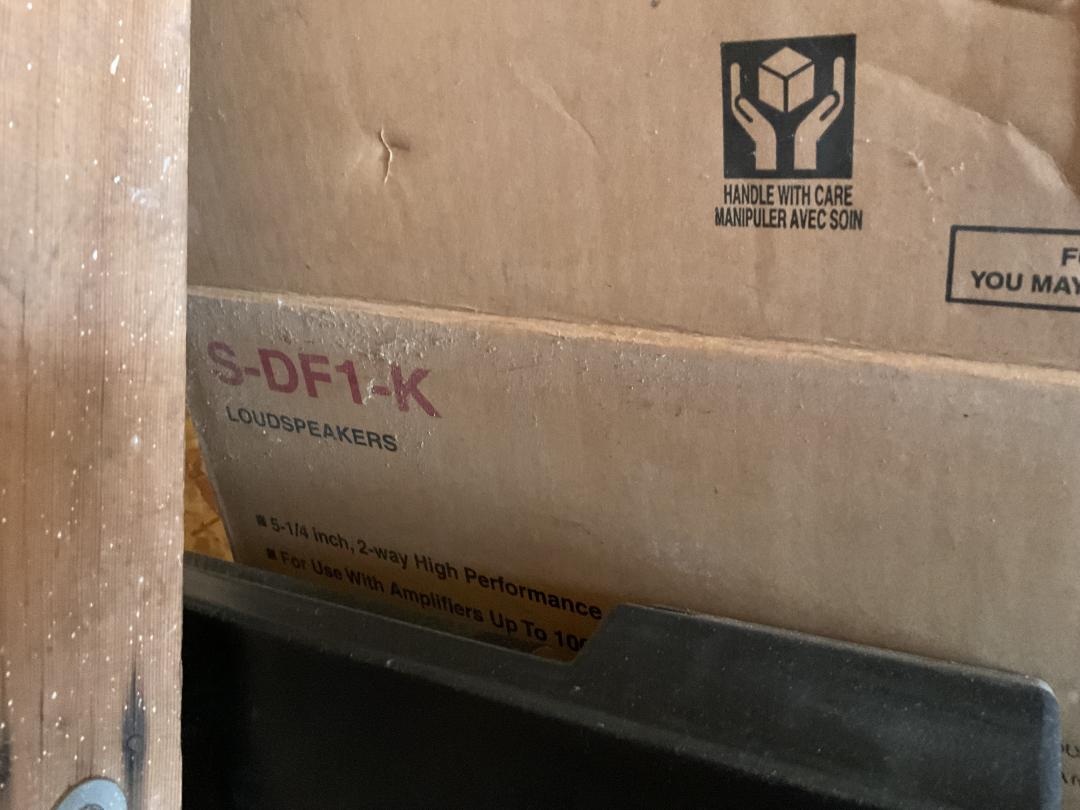 HANDLE WITH CARE
MANIPULER AVEC SOIN
YOU MAY
S-DF1-K
LOUDSPEAKERS
■ 5-1/4 inch, 2-way High Performance
■ For Use With Amplifiers Up To